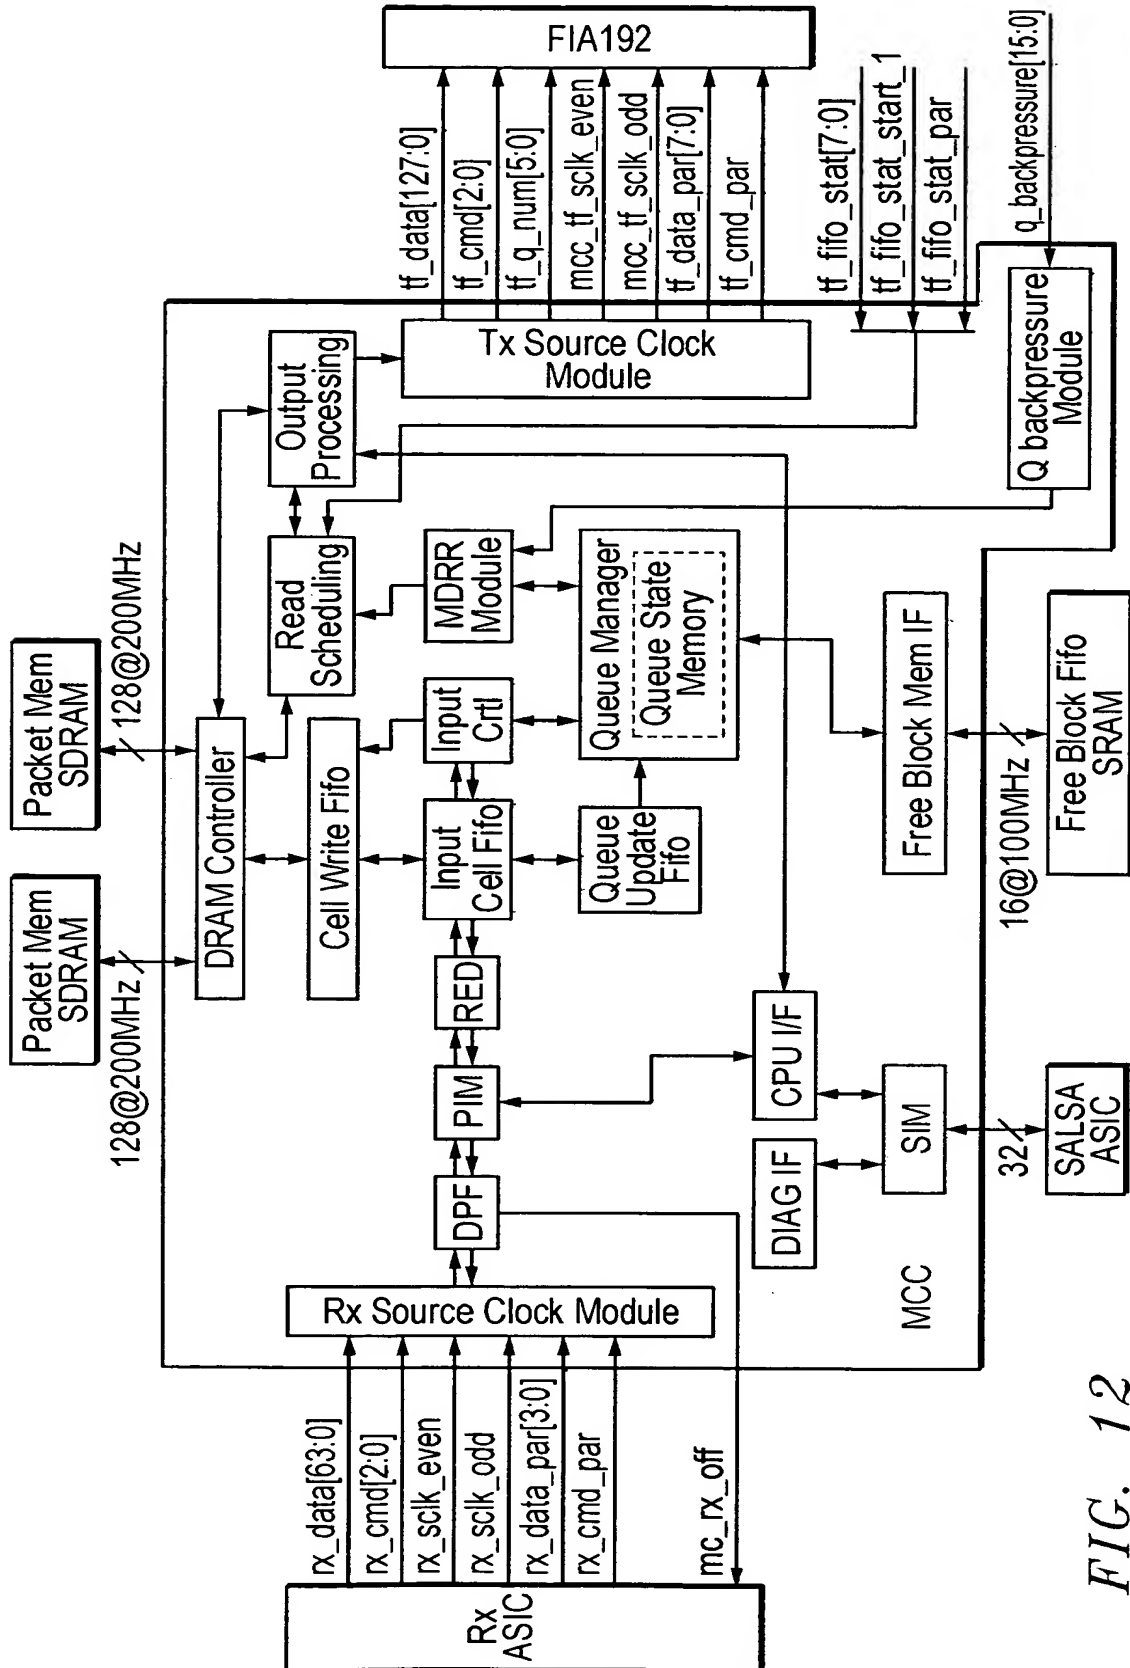 Packet Mem
SDRAM
Packet Mem
SDRAM
128@200MHz
128@200MHz
Rx
ASIC
rx_data[63:0]
rx_cmd[2:0]
rx_sclk_even
rx_sclk_odd
rx_data_par[3:0]
rx_cmd_par
mc_rx_off
Rx Source Clock Module
DPF
PIM
RED
Input
Cell Fifo
Input
Crtl
Cell Write Fifo
DRAM Controller
Read
Scheduling
Output
Processing
MDRR
Module
Queue
Update
Fifo
Queue Manager
Queue State
Memory
Tx Source Clock
Module
tf_data[127:0]
tf_cmd[2:0]
tf_q_num[5:0]
mcc_tf_sclk_even
mcc_tf_sclk_odd
tf_data_par[7:0]
tf_cmd_par
FIA192
tf_fifo_stat[7:0]
tf_fifo_stat_start_1
tf_fifo_stat_par
q_backpressure[15:0]
Q backpressure
Module
DIAG IF
CPU I/F
SIM
Free Block Mem IF
MCC
32
16@100MHz
SALSA
ASIC
Free Block Fifo
SRAM
FIG. 12